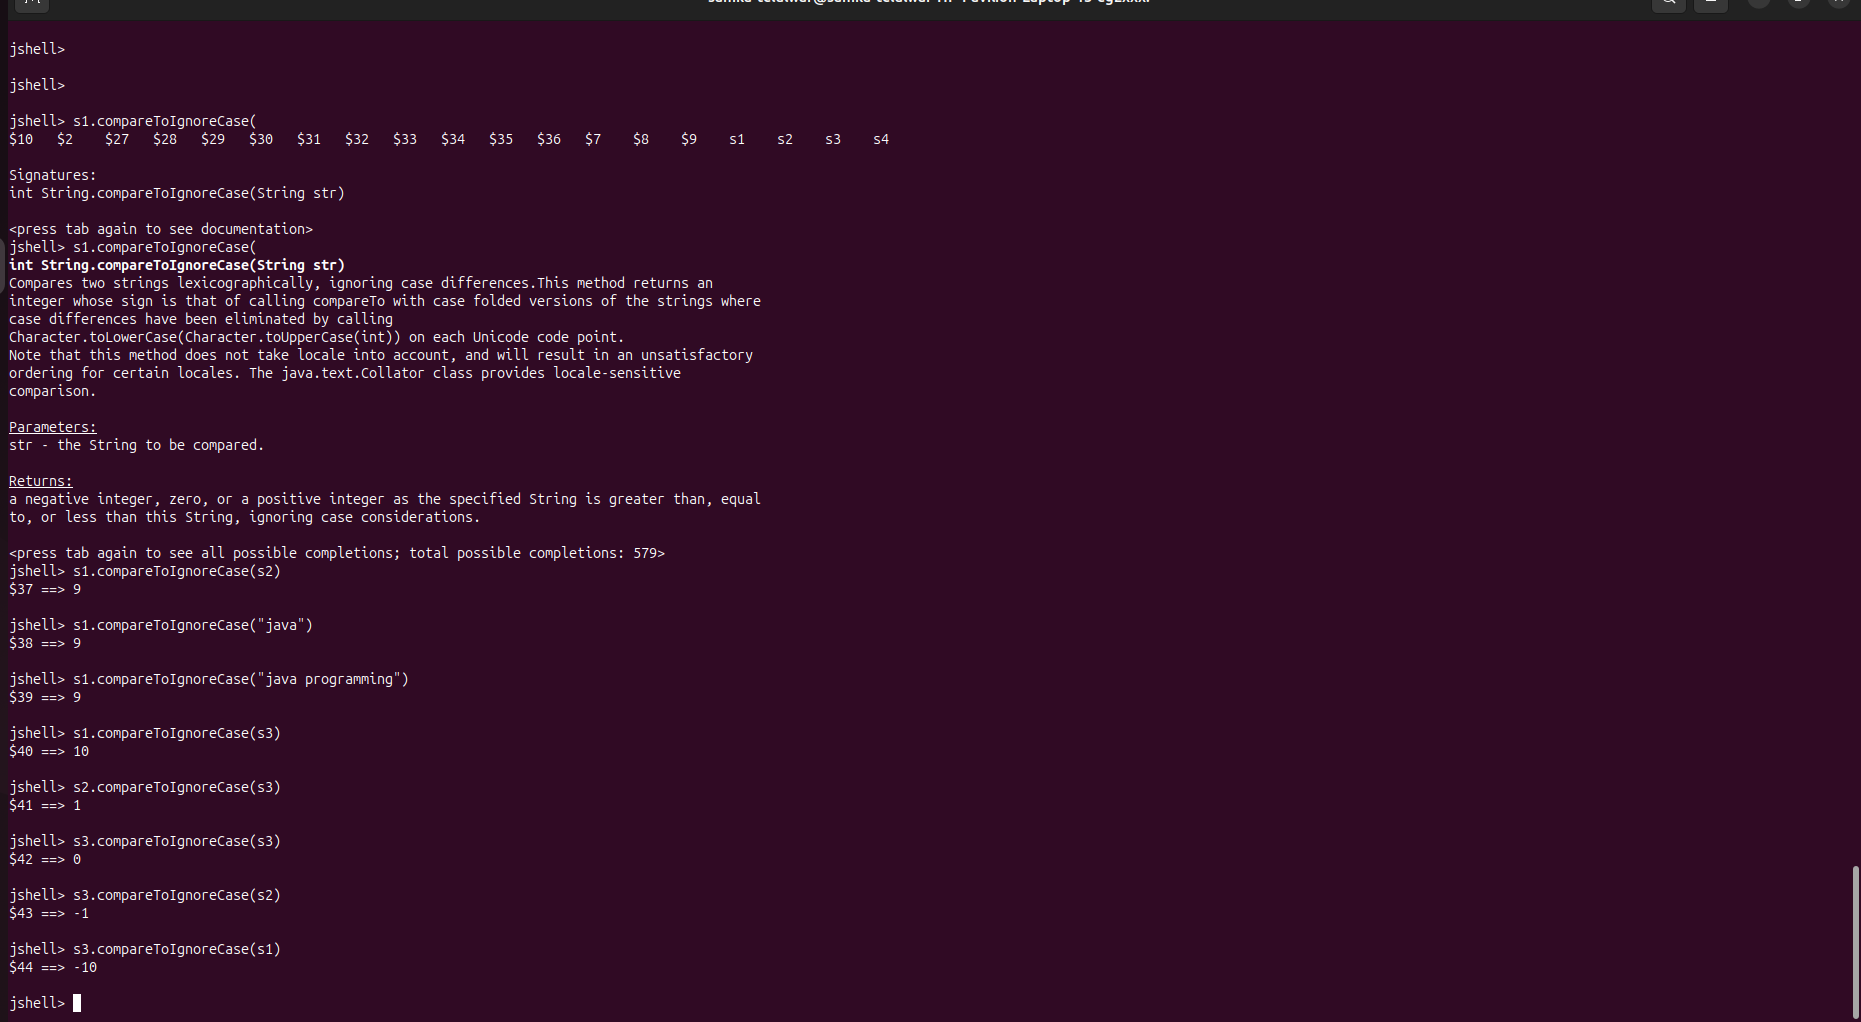 jshell>
jshell>
jshell> s1.compareToIgnoreCase(
$10   $2    $27   $28   $29   $30   $31   $32   $33   $34   $35   $36   $7    $8    $9    s1    s2    s3    s4
Signatures:
int String.compareToIgnoreCase(String str)
<press tab again to see documentation>
jshell> s1.compareToIgnoreCase(
int String.compareToIgnoreCase(String str)
Compares two strings lexicographically, ignoring case differences.This method returns an
integer whose sign is that of calling compareTo with case folded versions of the strings where
case differences have been eliminated by calling
Character.toLowerCase(Character.toUpperCase(int)) on each Unicode code point.
Note that this method does not take locale into account, and will result in an unsatisfactory
ordering for certain locales. The java.text.Collator class provides locale-sensitive
comparison.
Parameters:
str - the String to be compared.
Returns:
a negative integer, zero, or a positive integer as the specified String is greater than, equal
to, or less than this String, ignoring case considerations.
<press tab again to see all possible completions; total possible completions: 579>
jshell> s1.compareToIgnoreCase(s2)
$37 ==> 9
jshell> s1.compareToIgnoreCase("java")
$38 ==> 9
jshell> s1.compareToIgnoreCase("java programming")
$39 ==> 9
jshell> s1.compareToIgnoreCase(s3)
$40 ==> 10
jshell> s2.compareToIgnoreCase(s3)
$41 ==> 1
jshell> s3.compareToIgnoreCase(s3)
$42 ==> 0
jshell> s3.compareToIgnoreCase(s2)
$43 ==> -1
jshell> s3.compareToIgnoreCase(s1)
$44 ==> -10
jshell>